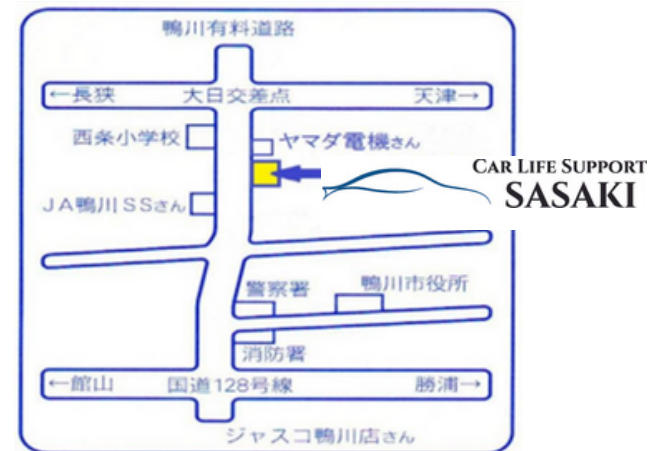 鴨川有料道路
←長狭 大日交差点 天津→
西条小学校
ヤマダ電機さん
CAR LIFE SUPPORT
SASAKI
JA鴨川SSさん
警察署
鴨川市役所
消防署
←館山 国道128号線 勝浦→
ジャスコ鴨川店さん